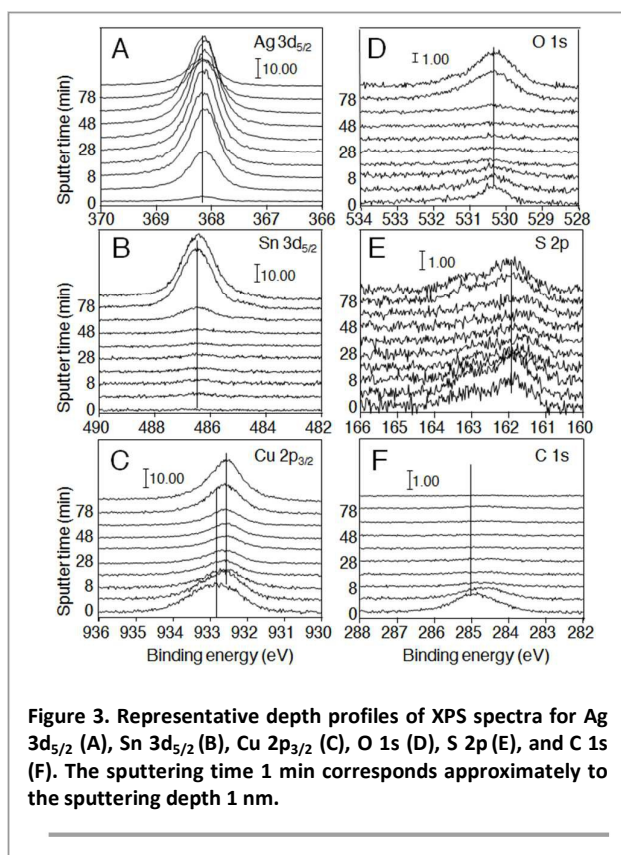 A
Ag 3d5/2
10.00
Sputter time (min)
78
48
28
8
0
370 369 368 367 366
D
O 1s
1.00
78
48
28
8
0
534 533 532 531 530 529 528
B
Sn 3d5/2
10.00
Sputter time (min)
78
48
28
8
0
490 488 486 484 482
E
S 2p
1.00
78
48
28
8
0
166 165 164 163 162 161 160
C
Cu 2p3/2
10.00
Sputter time (min)
78
48
28
8
0
936 935 934 933 932 931 930
Binding energy (eV)
F
C 1s
1.00
78
48
28
8
0
288 287 286 285 284 283 282
Binding energy (eV)
Figure 3. Representative depth profiles of XPS spectra for Ag
3d5/2 (A), Sn 3d5/2 (B), Cu 2p3/2 (C), O 1s (D), S 2p (E), and C 1s
(F). The sputtering time 1 min corresponds approximately to
the sputtering depth 1 nm.